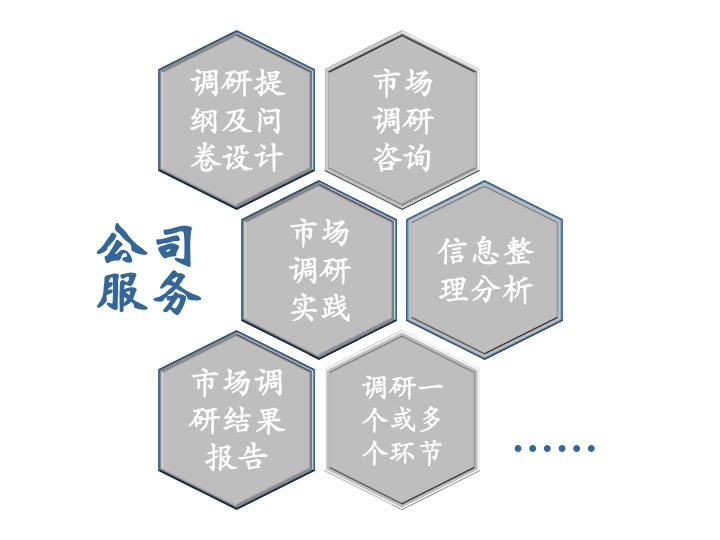 调研提
纲及问
卷设计
市场
调研
咨询
公司
服务
市场
调研
实践
信息整
理分析
市场调
研结果
报告
调研一
个或多
个环节
……